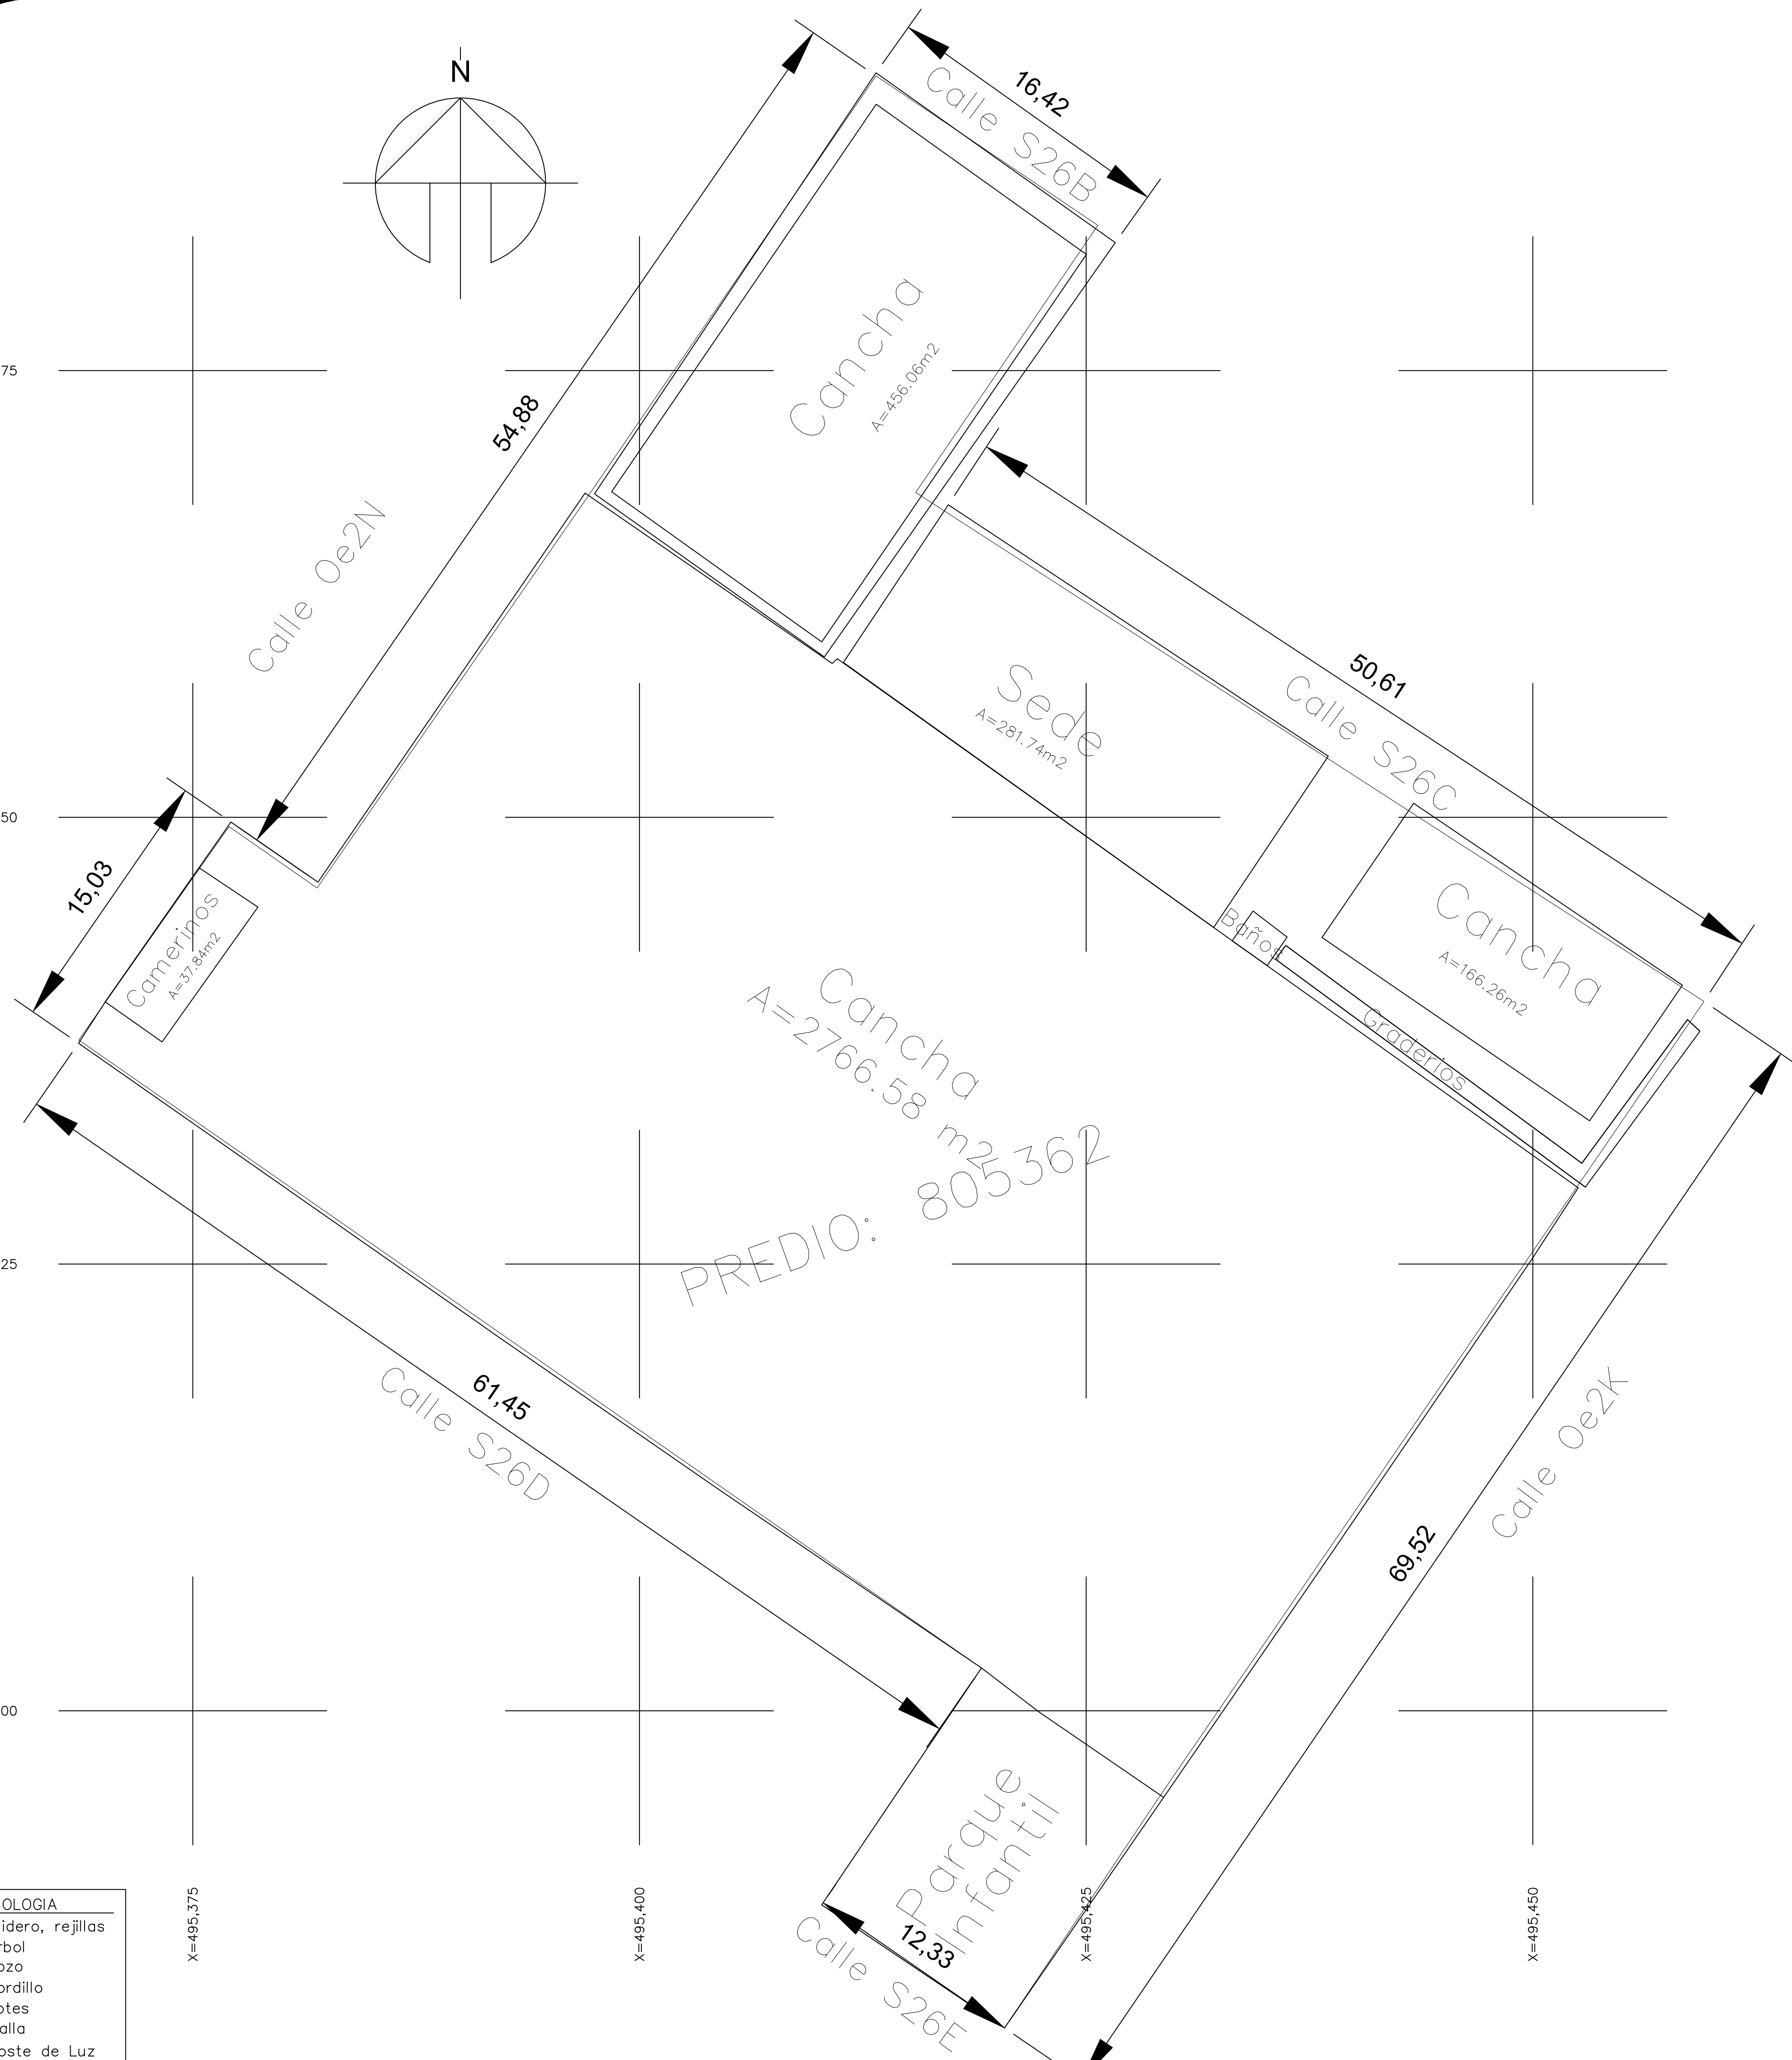 N
16,42
Calle S26B
Cancha
A=456.06m2
75
54,88
Calle Oe2N
50,61
Calle S26C
Sede
A=281.74m2
50
15,03
Camerinos
A=37.84m2
Baños
Cancha
A=166.26m2
Graderios
Cancha
A=2766.58 m2
PREDIO: 805362
25
61,45
Calle S26D
69,52
Calle Oe2K
00
Parque
Infantil
12,33
Calle S26E
X=495,375
X=495,400
X=495,425
X=495,450
OLOGIA
idero, rejillas
rbol
ozo
ordillo
otes
alla
oste de Luz